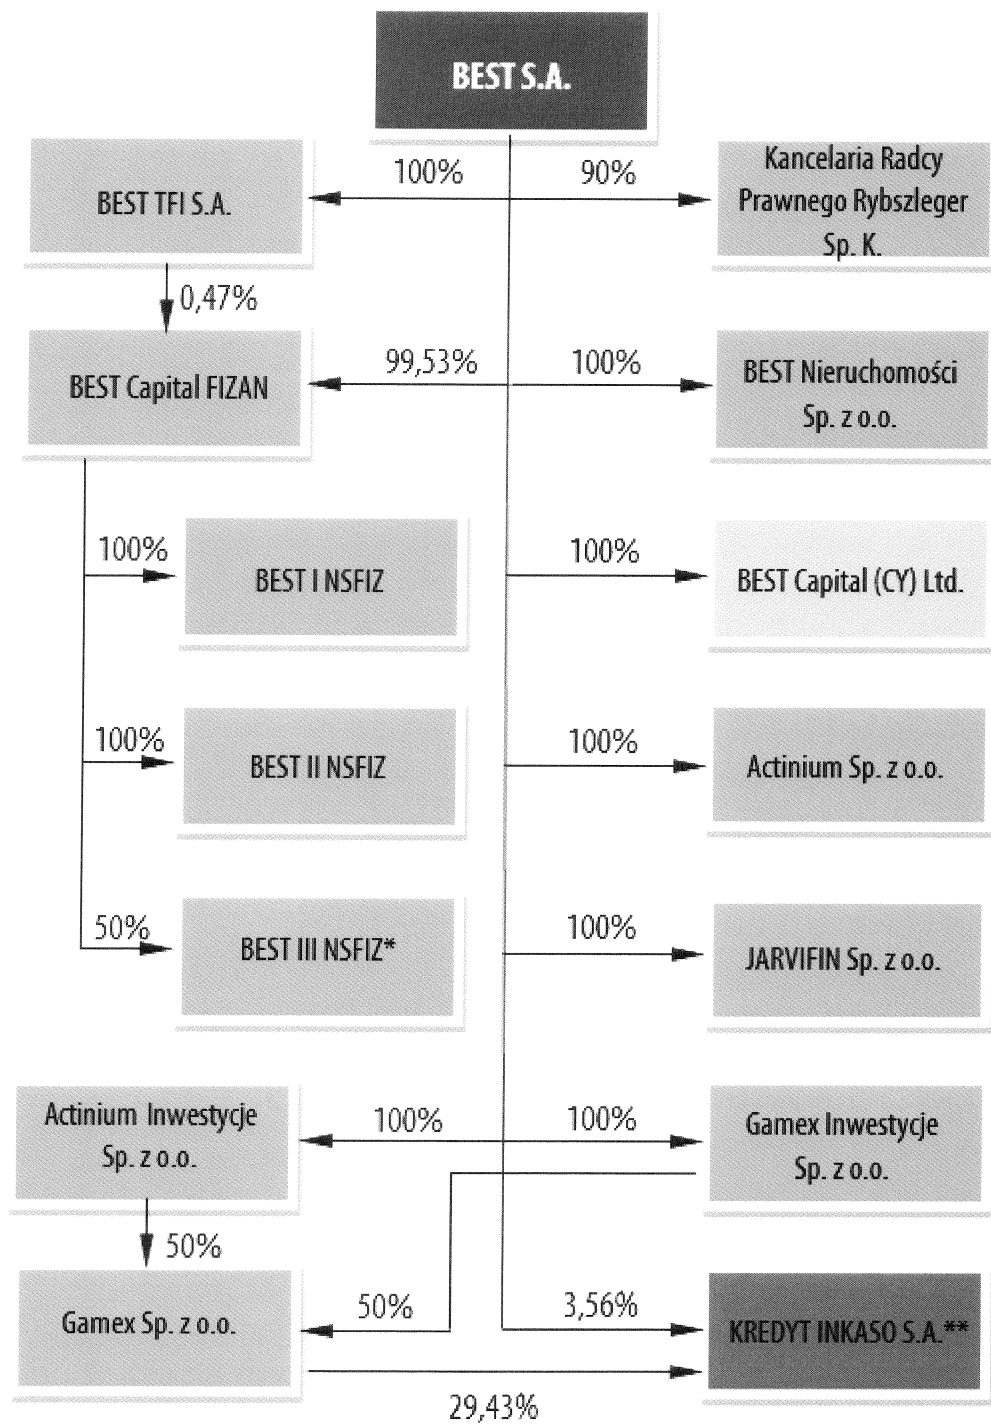 BEST S.A.
100%
90%
BEST TFI S.A.
Kancelaria Radcy
Prawnego Rybszleger
Sp. K.
0,47%
BEST Capital FIZAN
99,53%
100%
BEST Nieruchomości
Sp. z o.o.
100%
BEST I NSFIZ
100%
BEST Capital (CY) Ltd.
100%
BEST II NSFIZ
100%
Actinium Sp. z o.o.
50%
BEST III NSFIZ*
100%
JARVIFIN Sp. z o.o.
Actinium Inwestycje
Sp. z o.o.
100%
100%
Gamex Inwestycje
Sp. z o.o.
50%
Gamex Sp. z o.o.
50%
3,56%
KREDYT INKASO S.A.**
29,43%